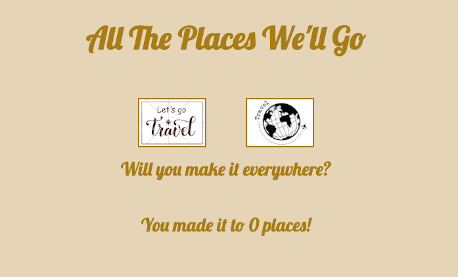 All The Places We'll Go
Let's go
travel
Travel
Will you make it everywhere?
You made it to 0 places!